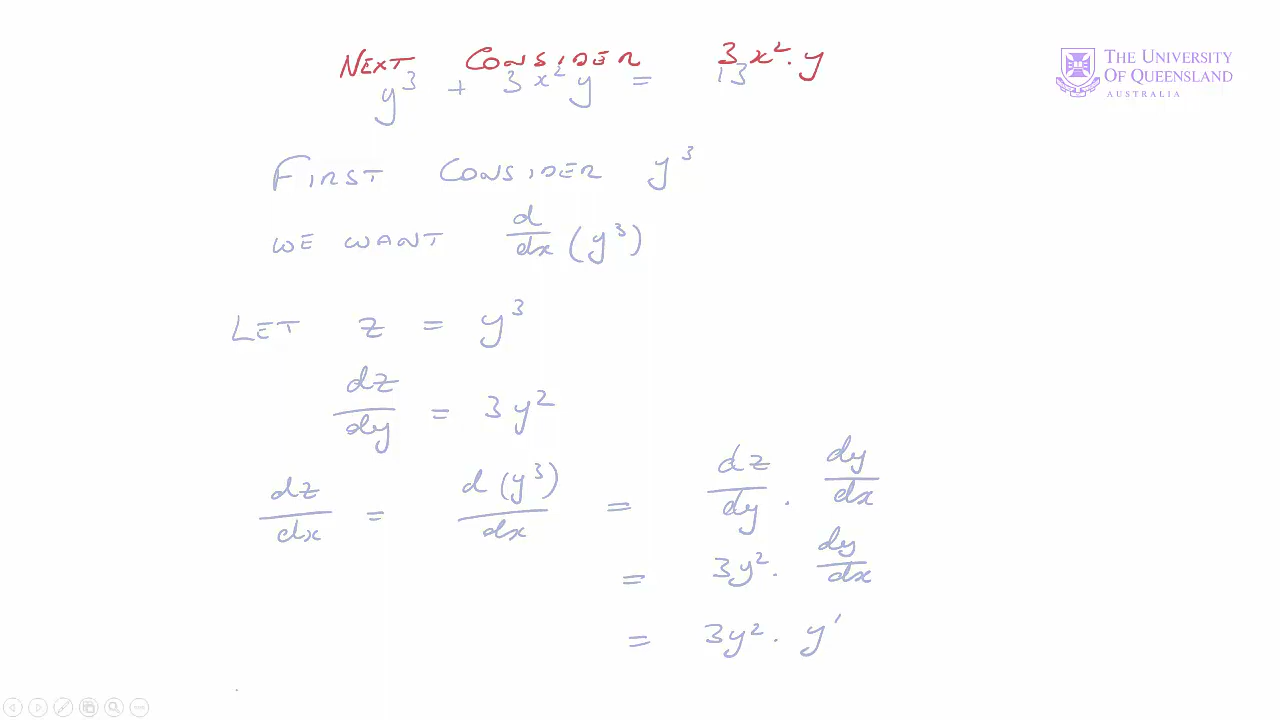 NEXT CONSIDER 3x²·y
y³ + 3x²y = 13
THE UNIVERSITY
OF QUEENSLAND
AUSTRALIA
FIRST CONSIDER y³
WE WANT d/dx (y³)
LET z = y³
dz/dy = 3y²
dz/dx = d(y³)/dx = dz/dy · dy/dx
= 3y² · dy/dx
= 3y² · y'